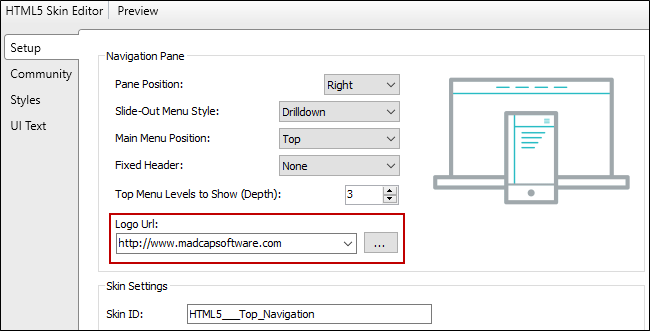 HTML5 Skin Editor Preview
Setup
Community
Styles
UI Text
Navigation Pane
Pane Position: Right
Slide-Out Menu Style: Drilldown
Main Menu Position: Top
Fixed Header: None
Top Menu Levels to Show (Depth): 3
Logo Url:
http://www.madcapsoftware.com ...
Skin Settings
Skin ID: HTML5___Top_Navigation